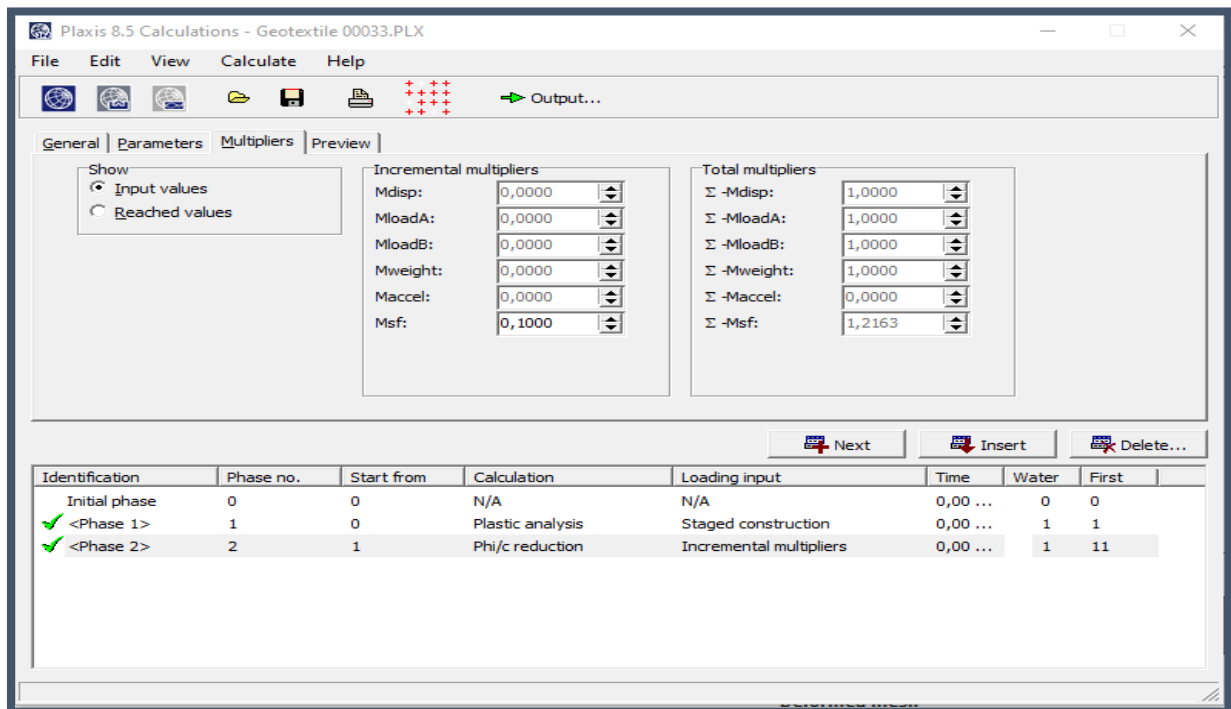 Plaxis 8.5 Calculations - Geotextile 00033.PLX
File Edit View Calculate Help
Output...
General Parameters Multipliers Preview
Show
Input values
Reached values
Incremental multipliers
Mdisp: 0,0000
MloadA: 0,0000
MloadB: 0,0000
Mweight: 0,0000
Maccel: 0,0000
Msf: 0,1000
Total multipliers
Σ -Mdisp: 1,0000
Σ -MloadA: 1,0000
Σ -MloadB: 1,0000
Σ -Mweight: 1,0000
Σ -Maccel: 0,0000
Σ -Msf: 1,2163
Next Insert Delete...
Identification Phase no. Start from Calculation Loading input Time Water First
Initial phase 0 0 N/A N/A 0,00 ... 0 0
<Phase 1> 1 0 Plastic analysis Staged construction 0,00 ... 1 1
<Phase 2> 2 1 Phi/c reduction Incremental multipliers 0,00 ... 1 11